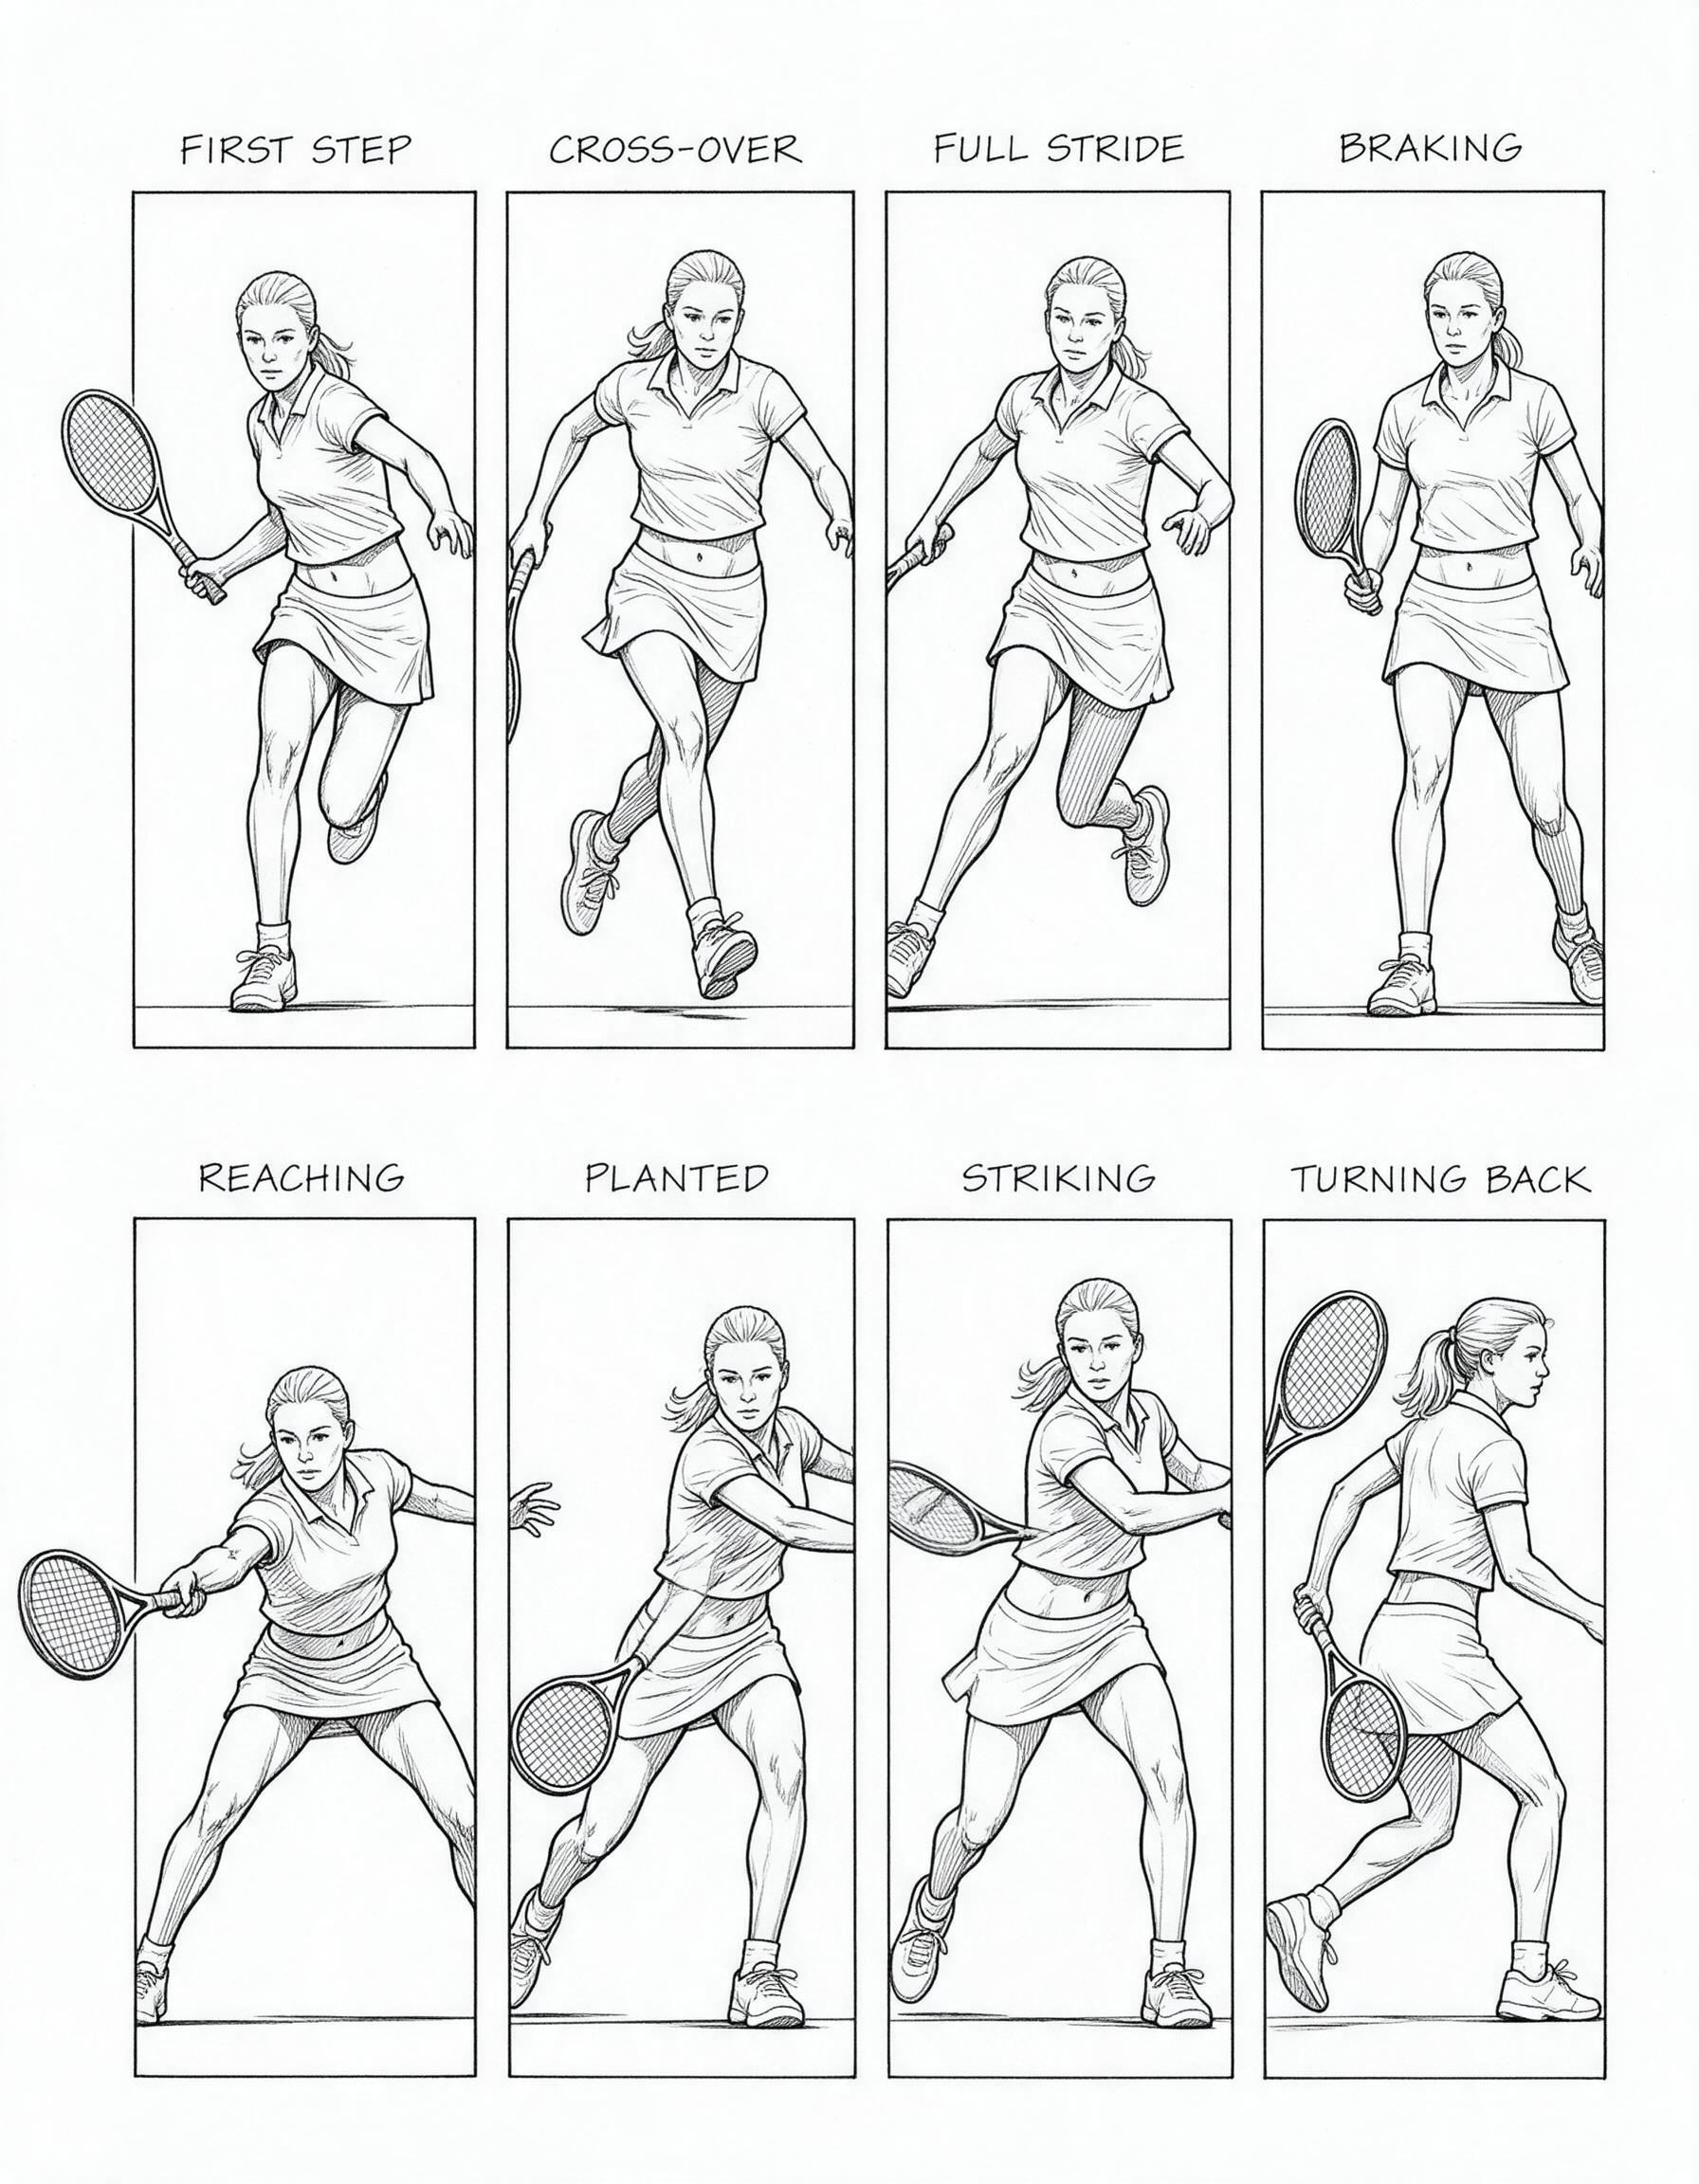 FIRST STEP
CROSS-OVER
FULL STRIDE
BRAKING
REACHING
PLANTED
STRIKING
TURNING BACK